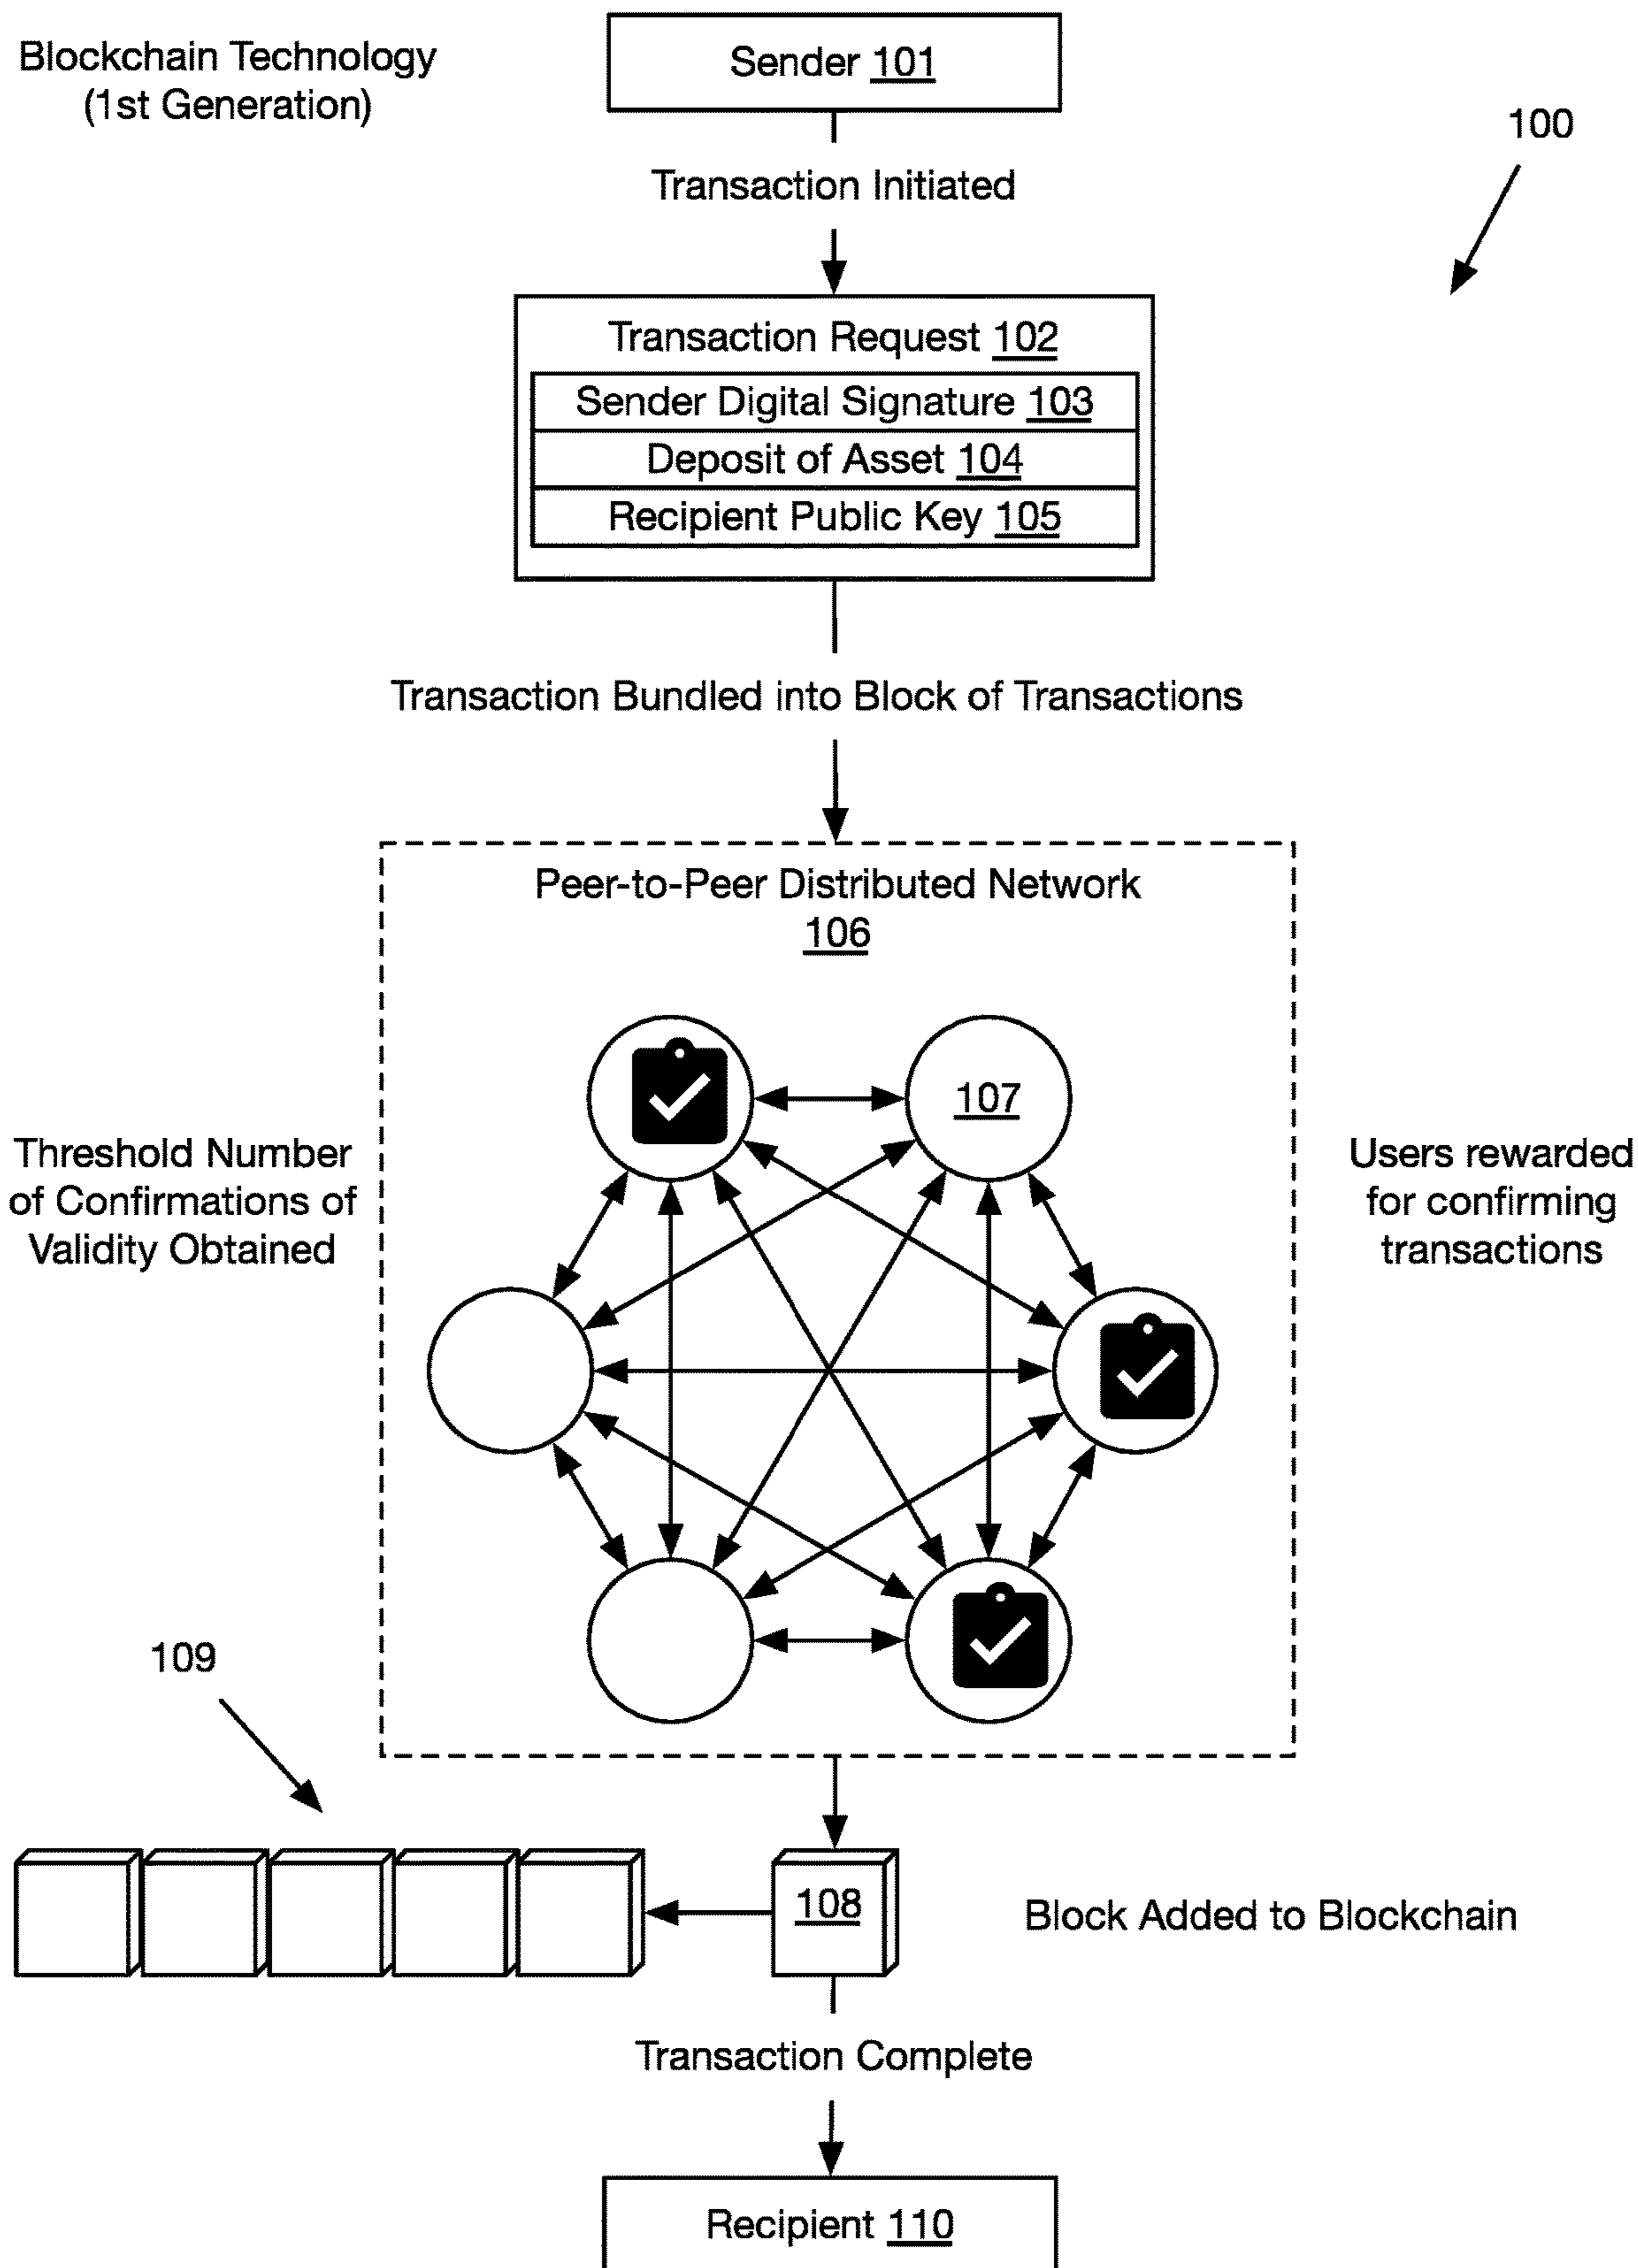 Blockchain Technology
(1st Generation)
Sender 101
100
Transaction Initiated
Transaction Request 102
Sender Digital Signature 103
Deposit of Asset 104
Recipient Public Key 105
Transaction Bundled into Block of Transactions
Peer-to-Peer Distributed Network
106
107
Threshold Number
of Confirmations of
Validity Obtained
Users rewarded
for confirming
transactions
109
108
Block Added to Blockchain
Transaction Complete
Recipient 110